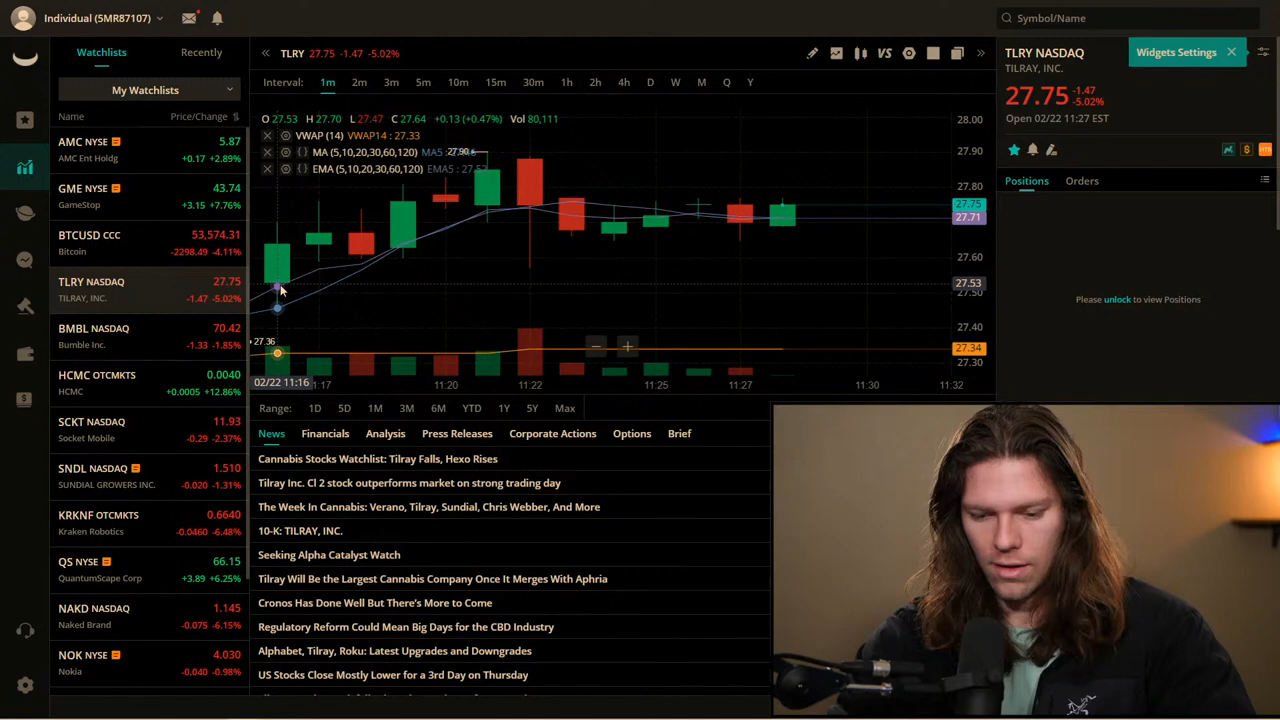 Individual (5MR87107)
Symbol/Name
Watchlists Recently
My Watchlists
Name Price/Change
AMC NYSE 5.87
AMC Ent Holdg +0.17 +2.89%
GME NYSE 43.74
GameStop +3.15 +7.76%
BTCUSD CCC 53,574.31
Bitcoin -2298.49 -4.11%
TLRY NASDAQ 27.75
TILRAY, INC. -1.47 -5.02%
BMBL NASDAQ 70.42
Bumble Inc. -1.33 -1.85%
HCMC OTCMKTS 0.0040
HCMC +0.0005 +12.86%
SCKT NASDAQ 11.93
Socket Mobile -0.29 -2.37%
SNDL NASDAQ 1.510
SUNDIAL GROWERS INC. -0.020 -1.31%
KRKNF OTCMKTS 0.6640
Kraken Robotics -0.0460 -6.48%
QS NYSE 66.15
QuantumScape Corp +3.89 +6.25%
NAKD NASDAQ 1.145
Naked Brand -0.075 -6.15%
NOK NYSE 4.030
Nokia -0.040 -0.98%
TLRY 27.75 -1.47 -5.02%
VS
Interval: 1m 2m 3m 5m 10m 15m 30m 1h 2h 4h D W M Q Y
O 27.53 H 27.70 L 27.47 C 27.64 +0.13 (+0.47%) Vol 80,111
VWAP (14) VWAP14 : 27.33
MA (5,10,20,30,60,120) MA5 :
27.90
EMA (5,10,20,30,60,120) EMA5 :
28.00
27.90
27.80
27.75
27.71
27.60
27.53
27.50
27.40
27.34
27.30
27.36
02/22 11:16 11:17 11:20 11:22 11:25 11:27 11:30 11:32
Range: 1D 5D 1M 3M 6M YTD 1Y 5Y Max
News Financials Analysis Press Releases Corporate Actions Options Brief
Cannabis Stocks Watchlist: Tilray Falls, Hexo Rises
Tilray Inc. Cl 2 stock outperforms market on strong trading day
The Week In Cannabis: Verano, Tilray, Sundial, Chris Webber, And More
10-K: TILRAY, INC.
Seeking Alpha Catalyst Watch
Tilray Will Be the Largest Cannabis Company Once It Merges With Aphria
Cronos Has Done Well But There's More to Come
Regulatory Reform Could Mean Big Days for the CBD Industry
Alphabet, Tilray, Roku: Latest Upgrades and Downgrades
US Stocks Close Mostly Lower for a 3rd Day on Thursday
TLRY NASDAQ
TILRAY, INC.
Widgets Settings
27.75 -1.47
-5.02%
Open 02/22 11:27 EST
Positions Orders
Please unlock to view Positions